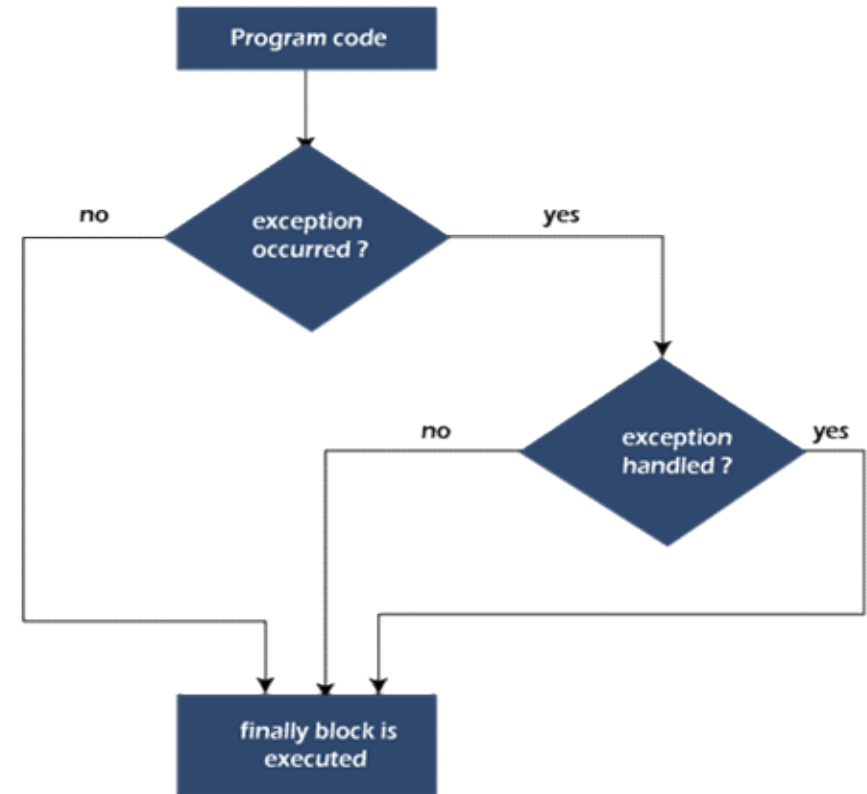 Program code
no
exception
occurred ?
yes
no
exception
handled ?
yes
finally block is
executed